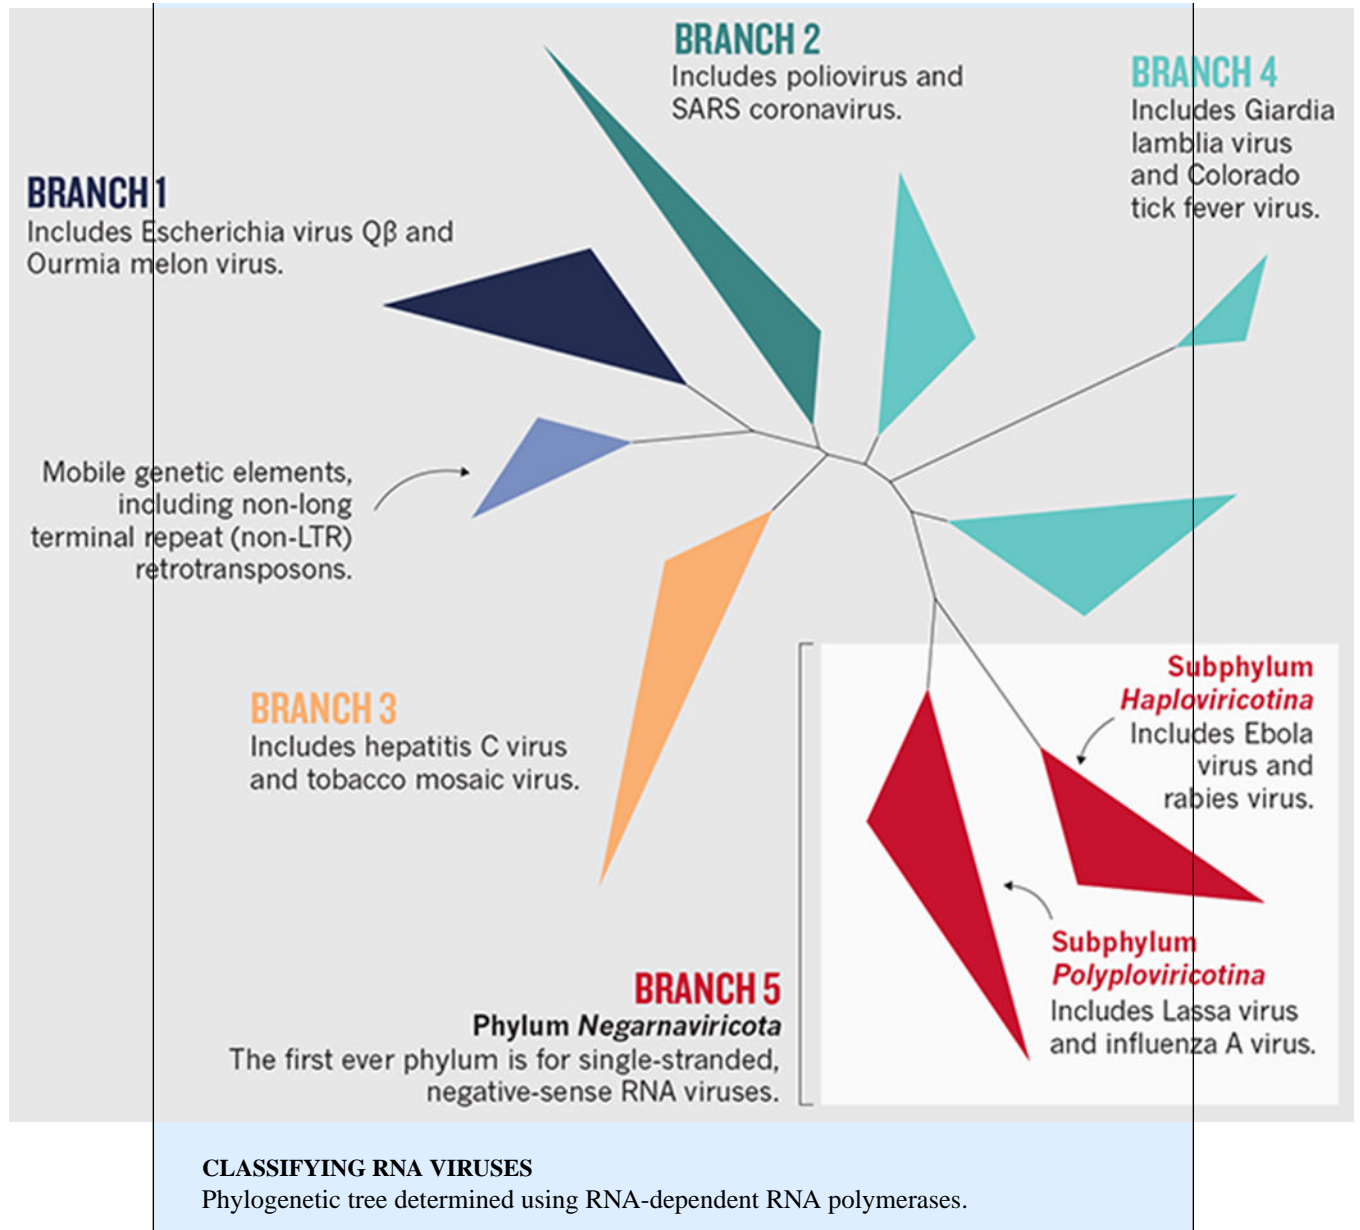 BRANCH 2
Includes poliovirus and
SARS coronavirus.
BRANCH 4
Includes Giardia
lamblia virus
and Colorado
tick fever virus.
BRANCH 1
Includes Escherichia virus Qβ and
Ourmia melon virus.
Mobile genetic elements,
including non-long
terminal repeat (non-LTR)
retrotransposons.
BRANCH 3
Includes hepatitis C virus
and tobacco mosaic virus.
Subphylum
Haploviricotina
Includes Ebola
virus and
rabies virus.
Subphylum
Polyploviricotina
Includes Lassa virus
and influenza A virus.
BRANCH 5
Phylum Negarnaviricota
The first ever phylum is for single-stranded,
negative-sense RNA viruses.
CLASSIFYING RNA VIRUSES
Phylogenetic tree determined using RNA-dependent RNA polymerases.